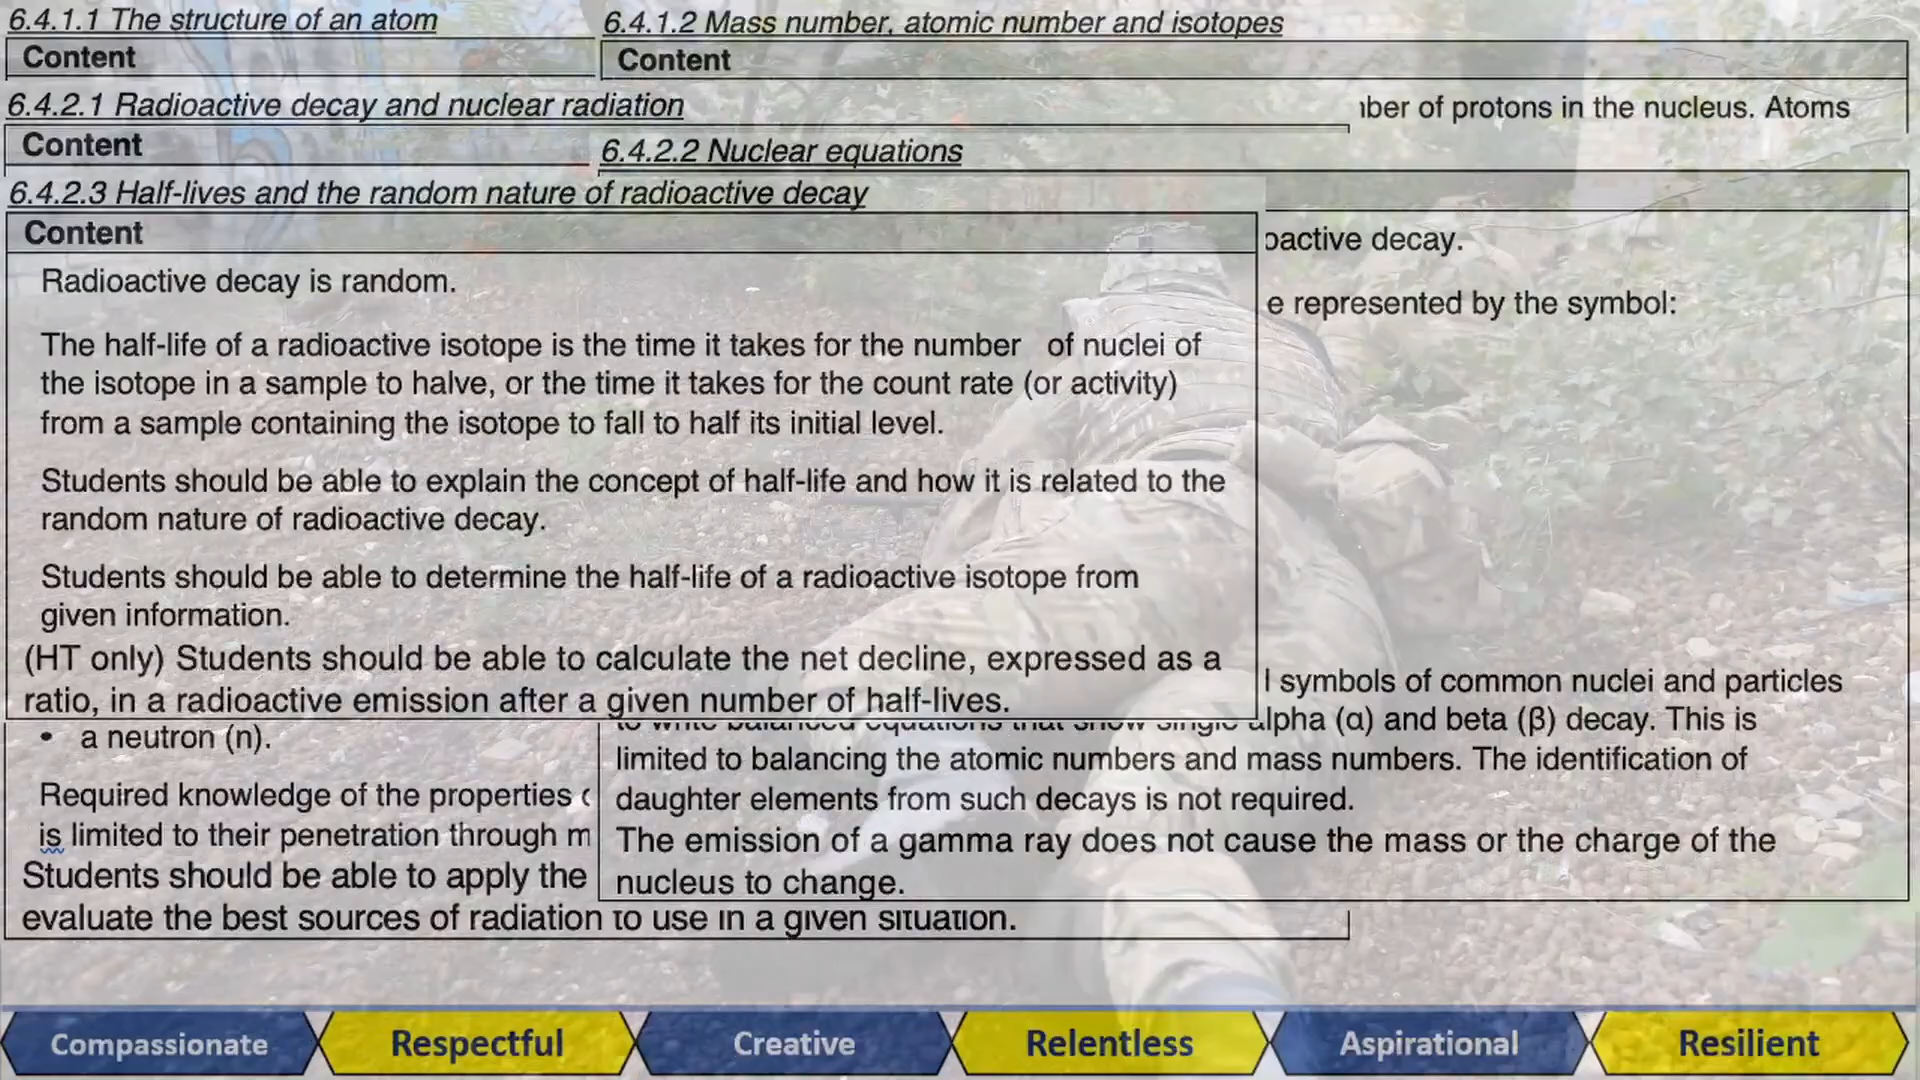 6.4.1.1 The structure of an atom
Content
6.4.1.2 Mass number, atomic number and isotopes
Content
ber of protons in the nucleus. Atoms
6.4.2.1 Radioactive decay and nuclear radiation
Content
6.4.2.2 Nuclear equations
oactive decay.
e represented by the symbol:
6.4.2.3 Half-lives and the random nature of radioactive decay
Content
Radioactive decay is random.
The half-life of a radioactive isotope is the time it takes for the number of nuclei of
the isotope in a sample to halve, or the time it takes for the count rate (or activity)
from a sample containing the isotope to fall to half its initial level.
Students should be able to explain the concept of half-life and how it is related to the
random nature of radioactive decay.
Students should be able to determine the half-life of a radioactive isotope from
given information.
(HT only) Students should be able to calculate the net decline, expressed as a
ratio, in a radioactive emission after a given number of half-lives.
symbols of common nuclei and particles
to write balanced equations that show single alpha (α) and beta (β) decay. This is
limited to balancing the atomic numbers and mass numbers. The identification of
daughter elements from such decays is not required.
The emission of a gamma ray does not cause the mass or the charge of the
nucleus to change.
• a neutron (n).
Required knowledge of the properties
is limited to their penetration through m
Students should be able to apply the
evaluate the best sources of radiation to use in a given situation.
Compassionate
Respectful
Creative
Relentless
Aspirational
Resilient